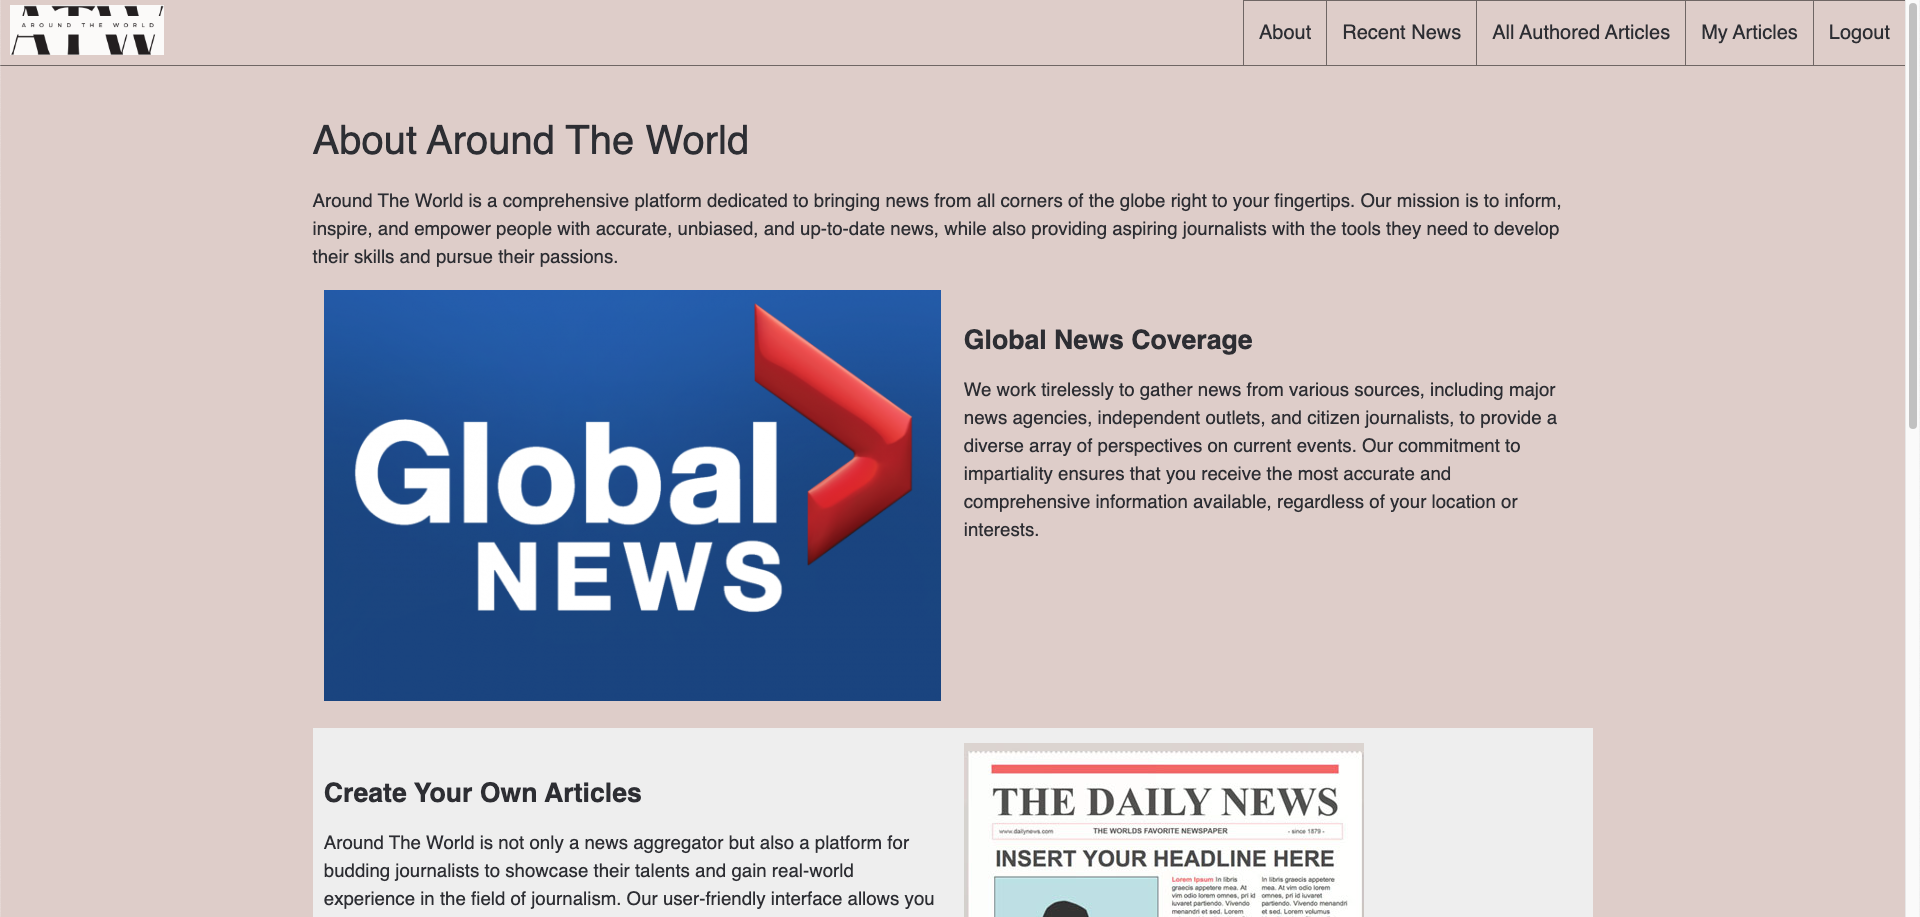 ATW
AROUND THE WORLD
About
Recent News
All Authored Articles
My Articles
Logout
About Around The World
Around The World is a comprehensive platform dedicated to bringing news from all corners of the globe right to your fingertips. Our mission is to inform,
inspire, and empower people with accurate, unbiased, and up-to-date news, while also providing aspiring journalists with the tools they need to develop
their skills and pursue their passions.
Global
NEWS
Global News Coverage
We work tirelessly to gather news from various sources, including major
news agencies, independent outlets, and citizen journalists, to provide a
diverse array of perspectives on current events. Our commitment to
impartiality ensures that you receive the most accurate and
comprehensive information available, regardless of your location or
interests.
Create Your Own Articles
Around The World is not only a news aggregator but also a platform for
budding journalists to showcase their talents and gain real-world
experience in the field of journalism. Our user-friendly interface allows you
THE DAILY NEWS
www.dailynews.com
THE WORLDS FAVORITE NEWSPAPER
- since 1879 -
INSERT YOUR HEADLINE HERE
Lorem Ipsum In libris
graecis appetere mea. At
vim odio lorem omnes, pri id
iuvaret partiendo. Vivendo
menandri et sed. Lorem
In libris graecis appetere
mea. At vim odio lorem
omnes, pri id iuvaret
partiendo. Vivendo menandri
et sed. Lorem volumus